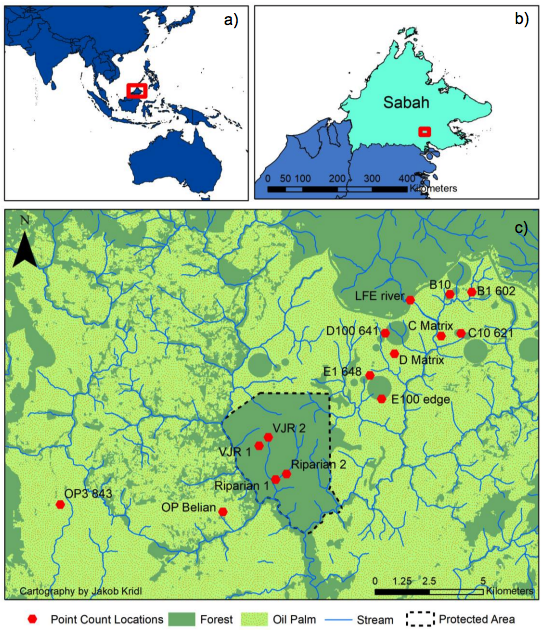 a)
b)
Sabah
0 50 100 200 300 400
Kilometers
c)
N
B10
B1 602
LFE river
C Matrix
D100 641
C10 621
D Matrix
E1 648
E100 edge
VJR 2
VJR 1
Riparian 2
Riparian 1
OP3 843
OP Belian
Cartography by Jakob Kridl
0 1.25 2.5 5
Kilometers
Point Count Locations Forest Oil Palm Stream Protected Area